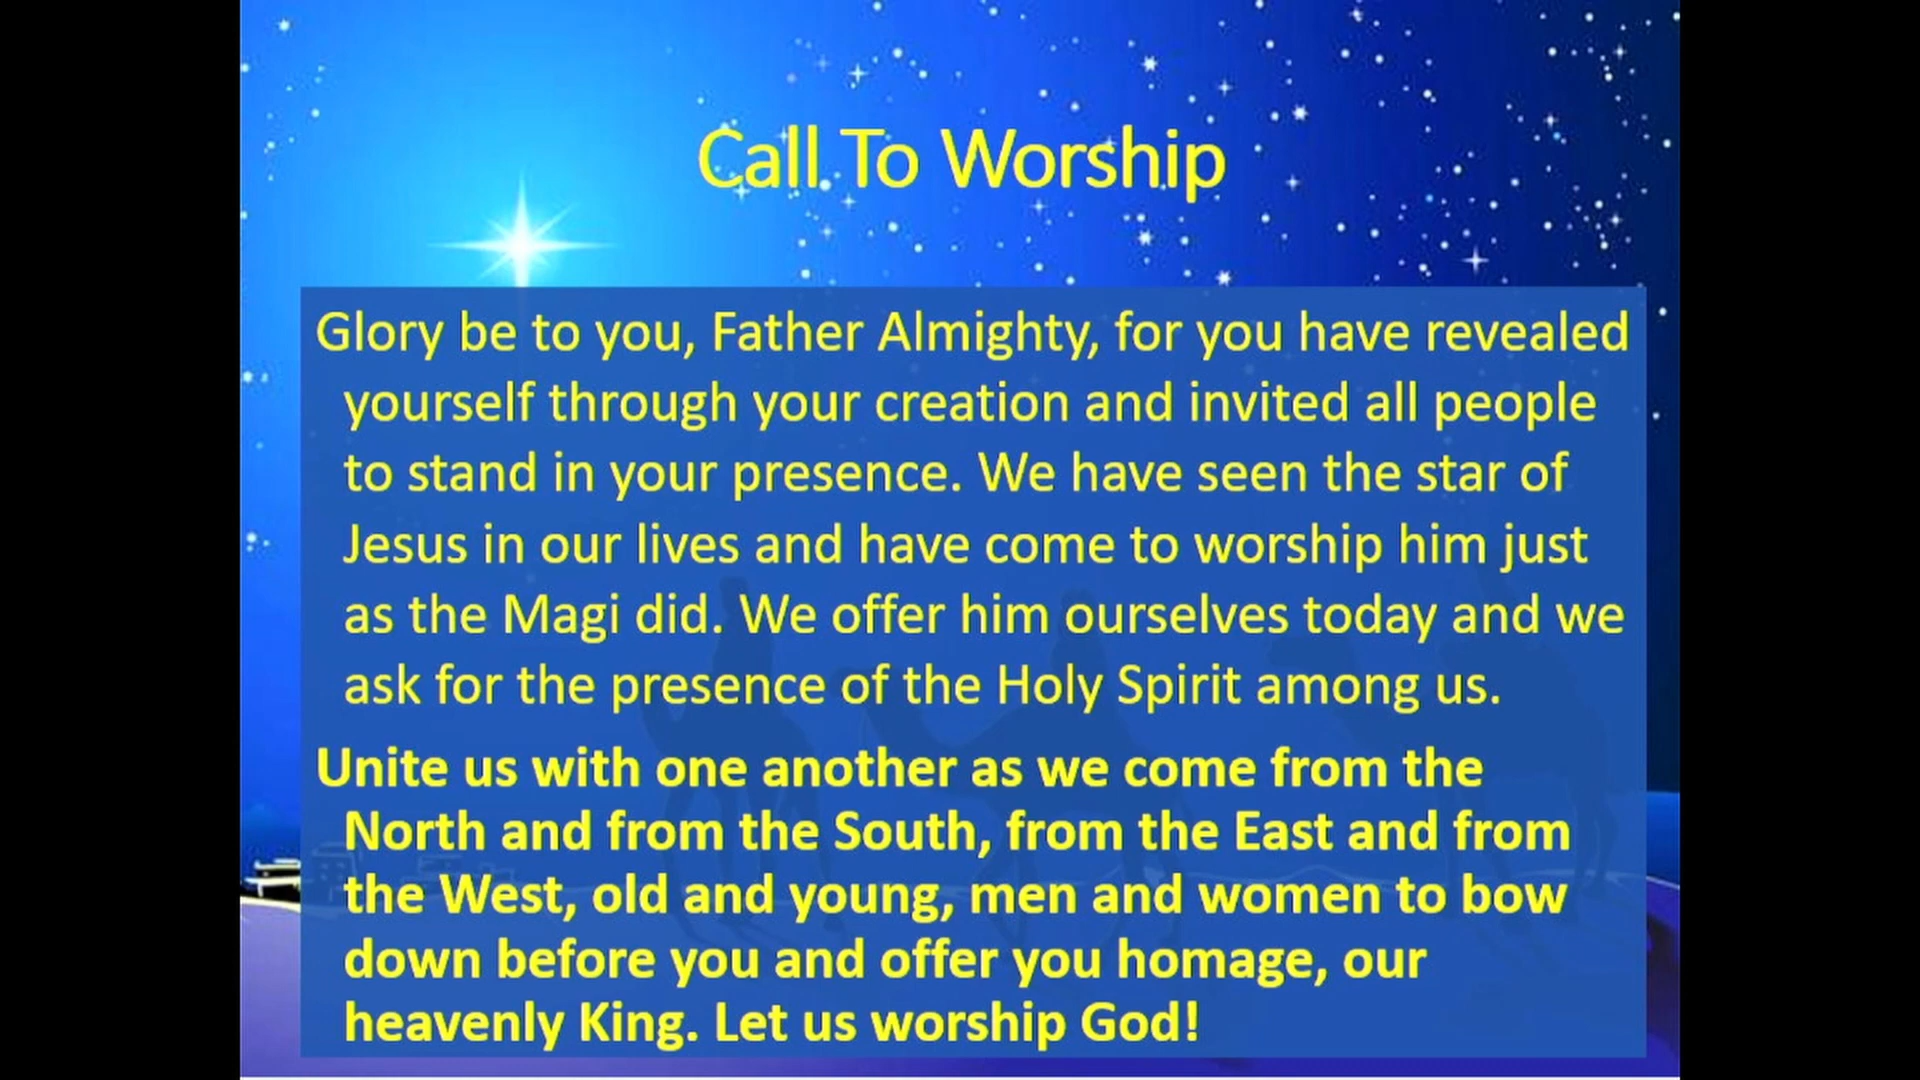 Call To Worship
Glory be to you, Father Almighty, for you have revealed
yourself through your creation and invited all people
to stand in your presence. We have seen the star of
Jesus in our lives and have come to worship him just
as the Magi did. We offer him ourselves today and we
ask for the presence of the Holy Spirit among us.
Unite us with one another as we come from the
North and from the South, from the East and from
the West, old and young, men and women to bow
down before you and offer you homage, our
heavenly King. Let us worship God!